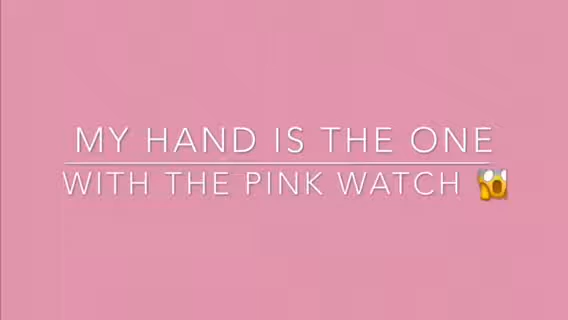 MY HAND IS THE ONE
WITH THE PINK WATCH 😱